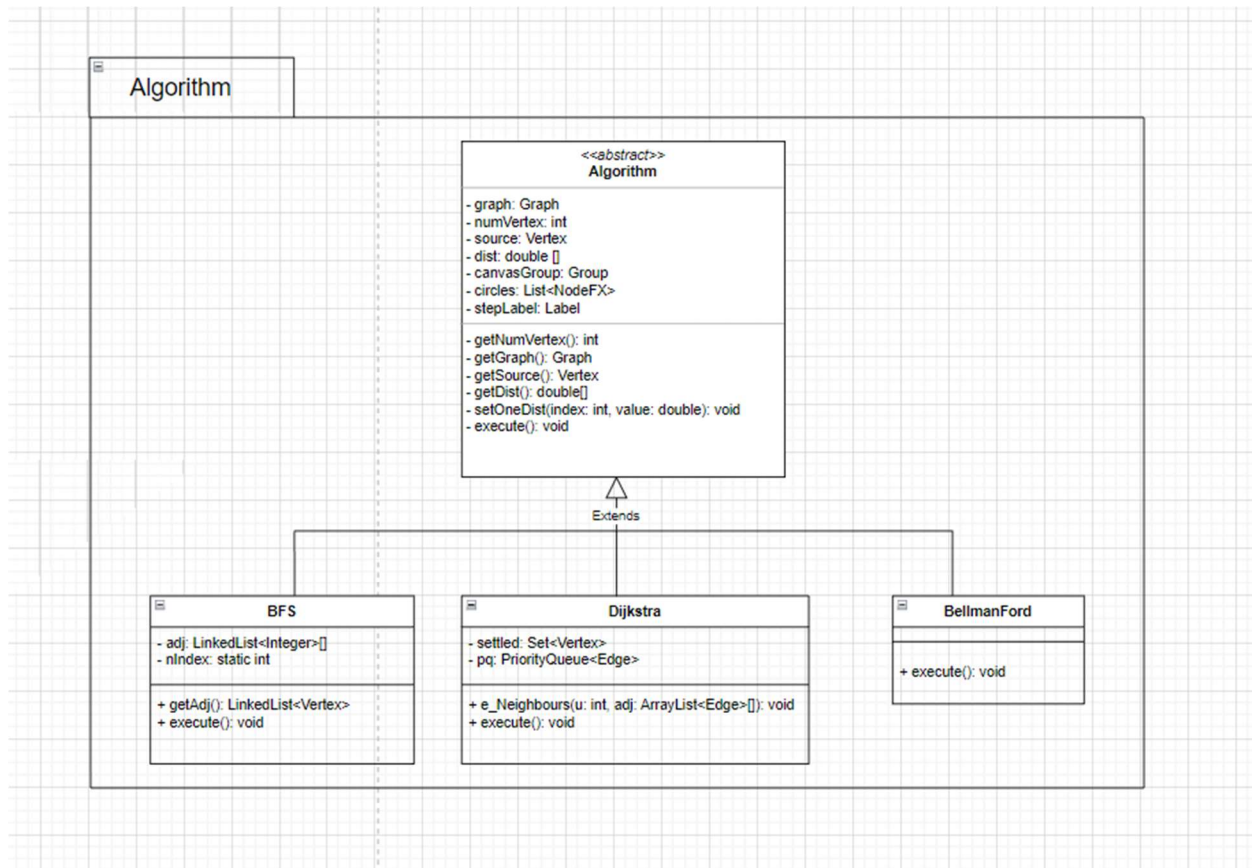 Algorithm
<<abstract>>
Algorithm
- graph: Graph
- numVertex: int
- source: Vertex
- dist: double []
- canvasGroup: Group
- circles: List<NodeFX>
- stepLabel: Label
- getNumVertex(): int
- getGraph(): Graph
- getSource(): Vertex
- getDist(): double[]
- setOneDist(index: int, value: double): void
- execute(): void
Extends
BFS
- adj: LinkedList<Integer>[]
- nIndex: static int
+ getAdj(): LinkedList<Vertex>
+ execute(): void
Dijkstra
- settled: Set<Vertex>
- pq: PriorityQueue<Edge>
+ e_Neighbours(u: int, adj: ArrayList<Edge>[]): void
+ execute(): void
BellmanFord
+ execute(): void